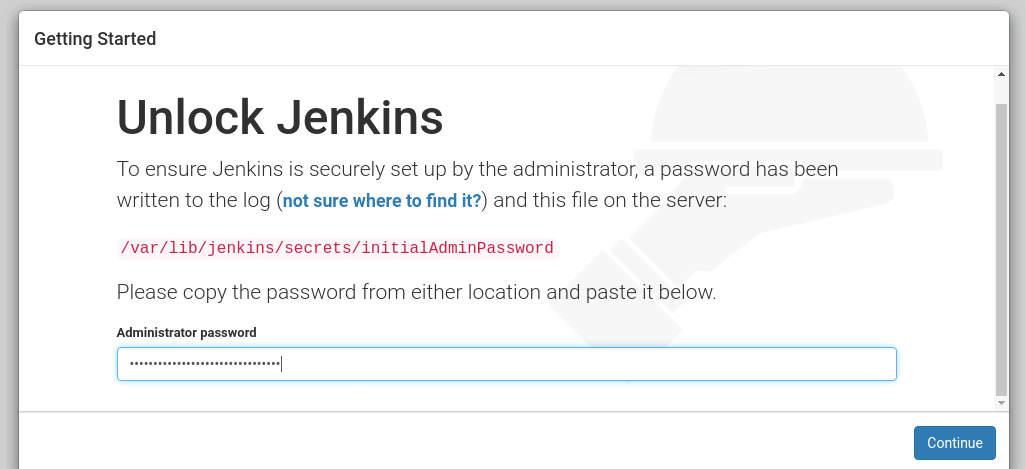 Getting Started
Unlock Jenkins
To ensure Jenkins is securely set up by the administrator, a password has been
written to the log (not sure where to find it?) and this file on the server:
/var/lib/jenkins/secrets/initialAdminPassword
Please copy the password from either location and paste it below.
Administrator password
••••••••••••••••••••••••••••••••
Continue